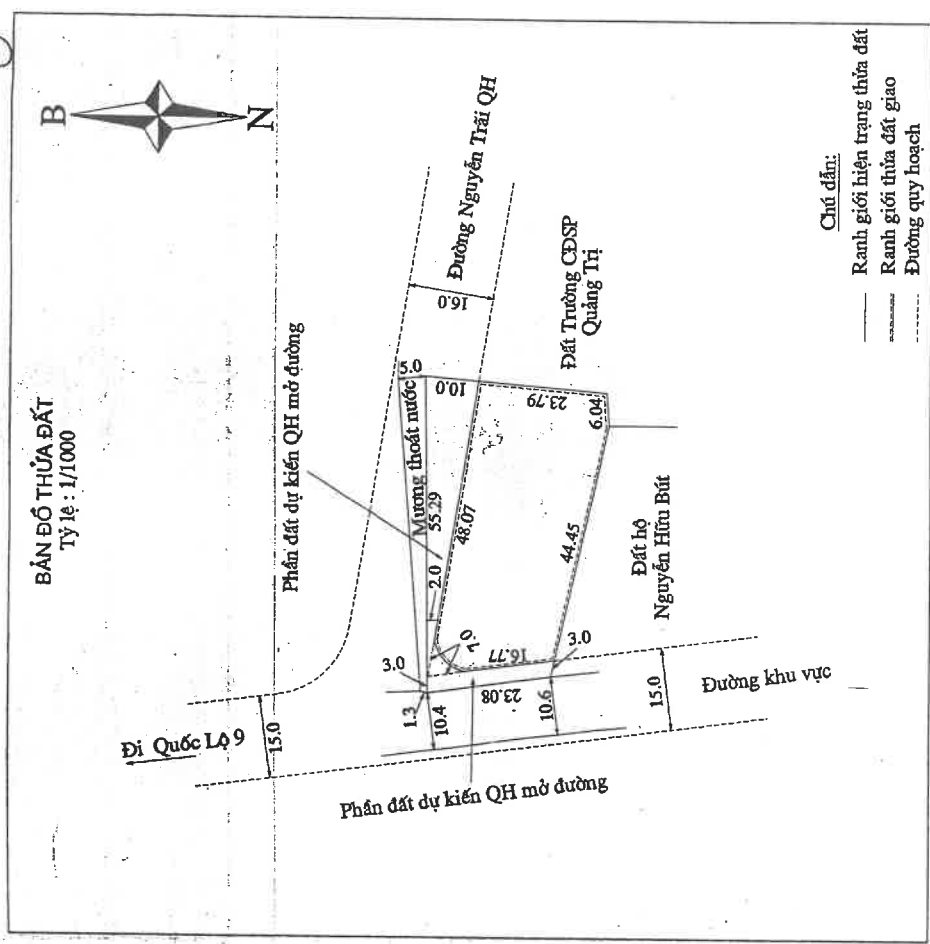 BẢN ĐỒ THỬA ĐẤT
Tỷ lệ : 1/1000
B
N
Phần đất dự kiến QH mở đường
Đường Nguyễn Trãi QH
16.0
5.0
10.0
Mương thoát nước
55.29
48.07
2.0
7.0
3.0
1.3
10.4
16.77
23.08
10.6
3.0
44.45
6.04
23.79
Đất Trường CĐSP
Quảng Trị
Đất hộ
Nguyễn Hữu Bút
Đi Quốc Lộ 9
15.0
15.0
Đường khu vực
Phần đất dự kiến QH mở đường
Chú dẫn:
Ranh giới hiện trạng thửa đất
Ranh giới thửa đất giao
Đường quy hoạch